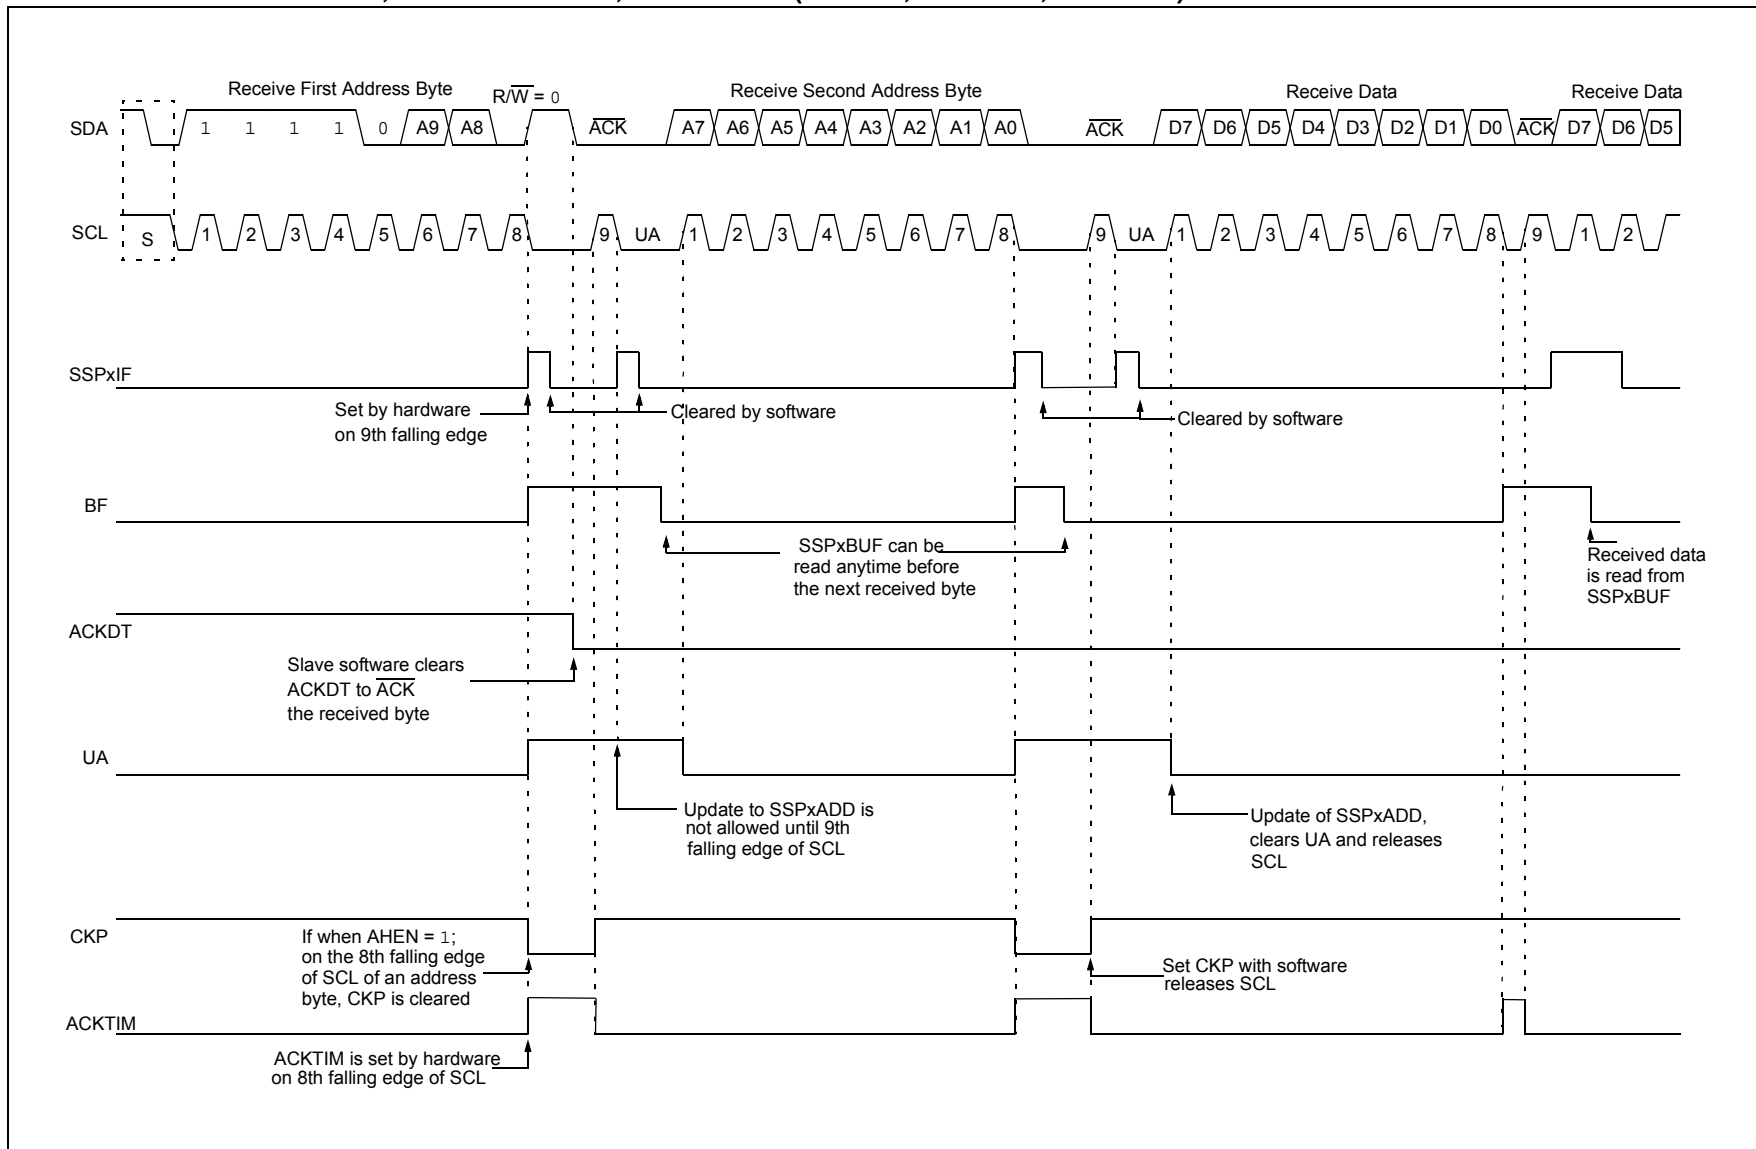 Receive First Address Byte
R/W = 0
Receive Second Address Byte
Receive Data
Receive Data
SDA
1 1 1 1 0 A9 A8
ACK
A7 A6 A5 A4 A3 A2 A1 A0
ACK
D7 D6 D5 D4 D3 D2 D1 D0
ACK
D7 D6 D5
SCL
S
1 2 3 4 5 6 7 8
9
UA
1 2 3 4 5 6 7 8
9
UA
1 2 3 4 5 6 7 8
9
1 2
SSPxIF
Set by hardware
on 9th falling edge
Cleared by software
Cleared by software
BF
SSPxBUF can be
read anytime before
the next received byte
Received data
is read from
SSPxBUF
ACKDT
Slave software clears
ACKDT to ACK
the received byte
UA
Update to SSPxADD is
not allowed until 9th
falling edge of SCL
Update of SSPxADD,
clears UA and releases
SCL
CKP
If when AHEN = 1;
on the 8th falling edge
of SCL of an address
byte, CKP is cleared
Set CKP with software
releases SCL
ACKTIM
ACKTIM is set by hardware
on 8th falling edge of SCL